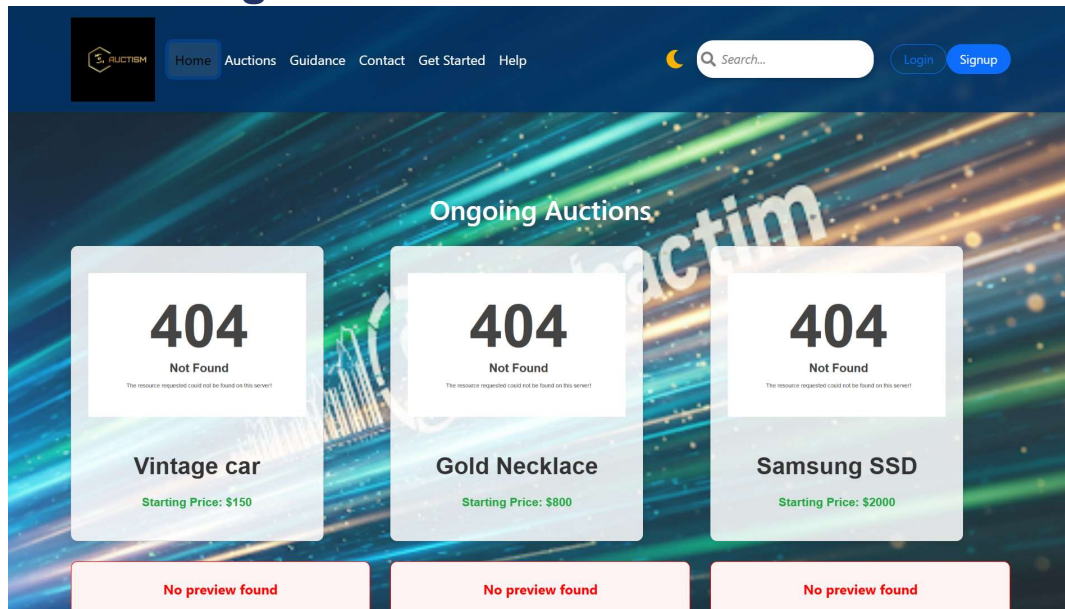 AUCTISM
Home Auctions Guidance Contact Get Started Help
Search...
Login Signup
Ongoing Auctions
404
Not Found
The resource requested could not be found on this server!
Vintage car
Starting Price: $150
404
Not Found
The resource requested could not be found on this server!
Gold Necklace
Starting Price: $800
404
Not Found
The resource requested could not be found on this server!
Samsung SSD
Starting Price: $2000
No preview found
No preview found
No preview found